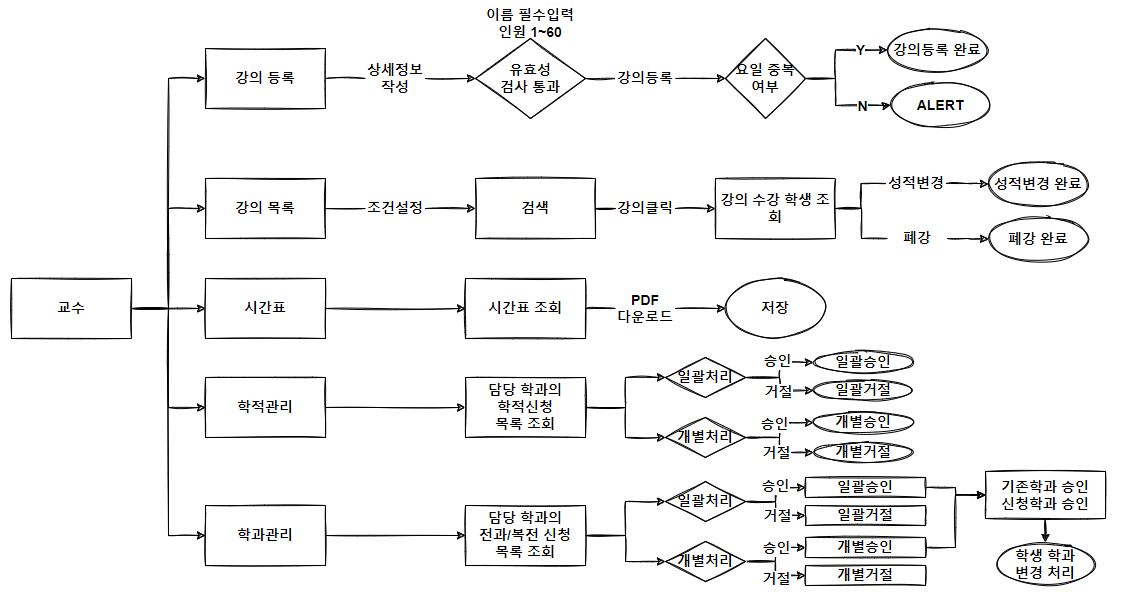 이름 필수입력
인원 1~60
강의 등록
상세정보
작성
유효성
검사 통과
강의등록
요일 중복
여부
Y
강의등록 완료
N
ALERT
강의 목록
조건설정
검색
강의클릭
강의 수강 학생 조
회
성적변경
성적변경 완료
폐강
폐강 완료
교수
시간표
시간표 조회
PDF
다운로드
저장
학적관리
담당 학과의
학적신청
목록 조회
일괄처리
승인
일괄승인
거절
일괄거절
개별처리
승인
개별승인
거절
개별거절
학과관리
담당 학과의
전과/복전 신청
목록 조회
일괄처리
승인
일괄승인
거절
일괄거절
개별처리
승인
개별승인
거절
개별거절
기존학과 승인
신청학과 승인
학생 학과
변경 처리